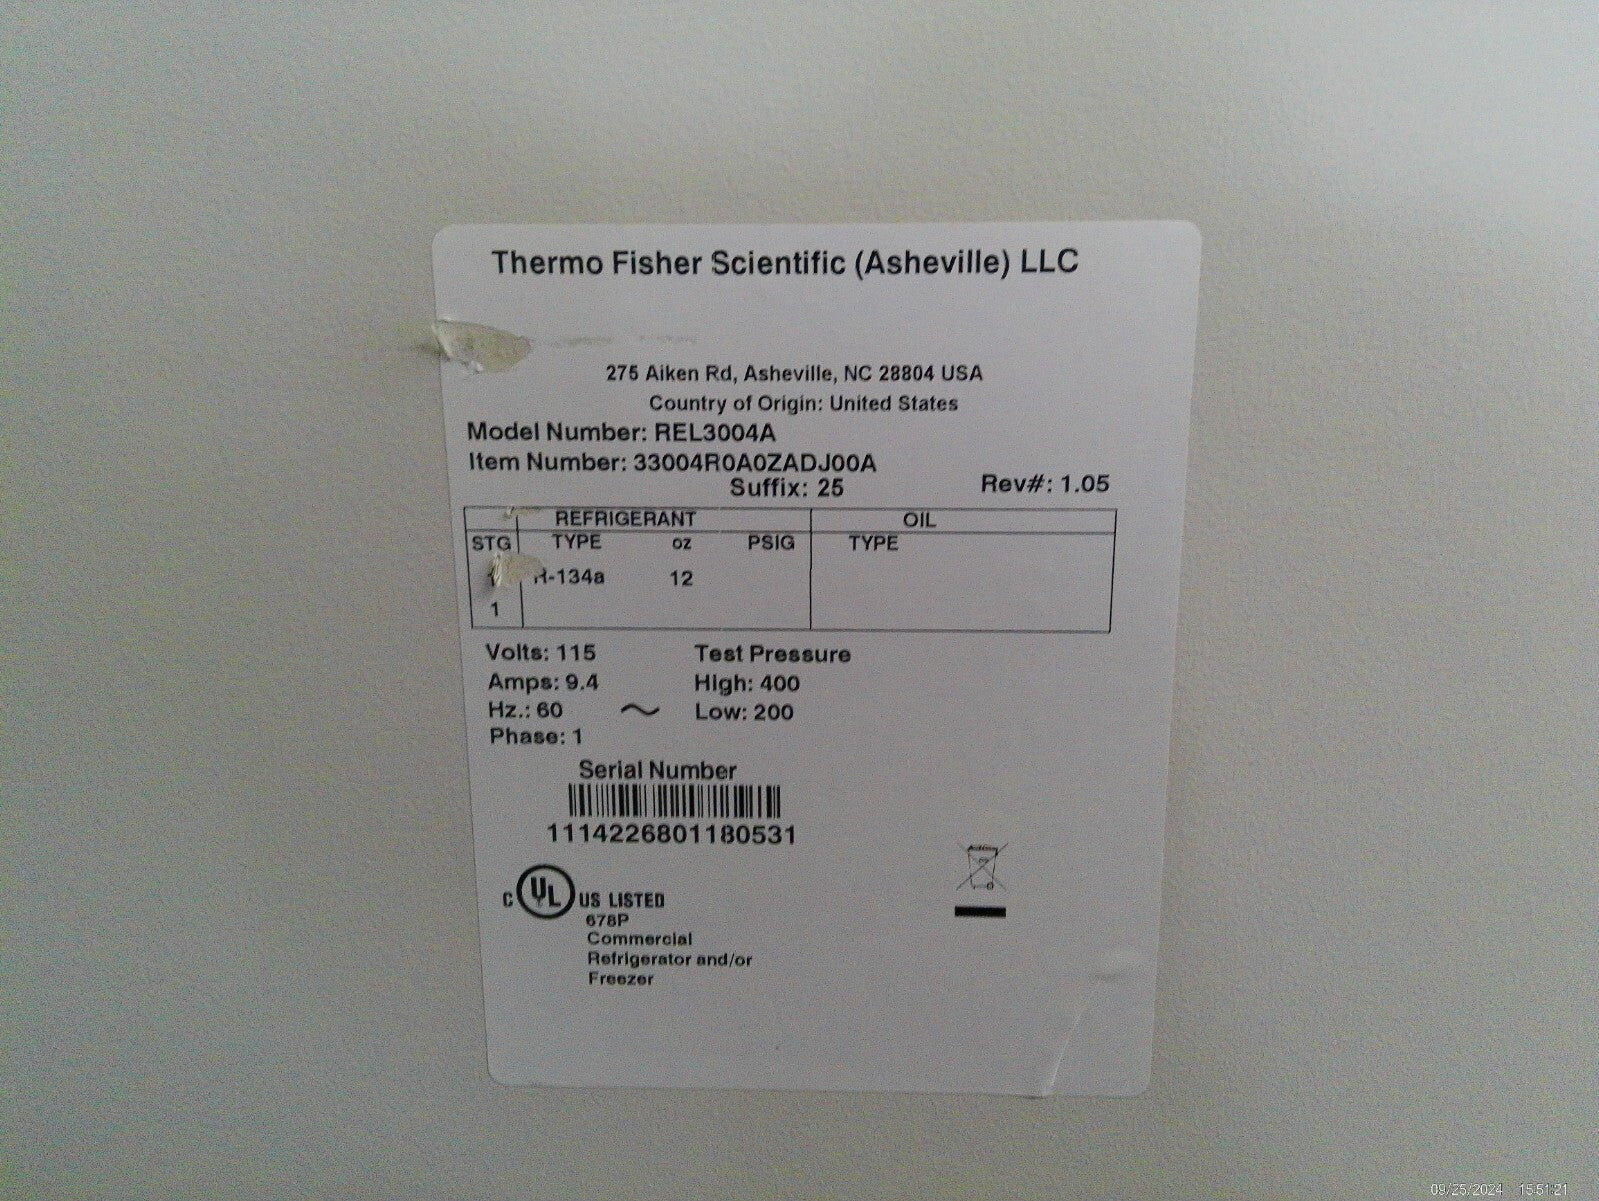 Thermo Fisher Scientific (Asheville) LLC
275 Aiken Rd, Asheville, NC 28804 USA
Country of Origin: United States
Model Number: REL3004A
Item Number: 33004R0A0ZADJ00A
Suffix: 25 Rev#: 1.05
REFRIGERANT OIL
STG TYPE oz PSIG TYPE
-134a 12
1
Volts: 115 Test Pressure
Amps: 9.4 High: 400
Hz.: 60 ~ Low: 200
Phase: 1
Serial Number
1114226801180531
C UL US LISTED
678P
Commercial
Refrigerator and/or
Freezer
09/25/2024 15:51:21